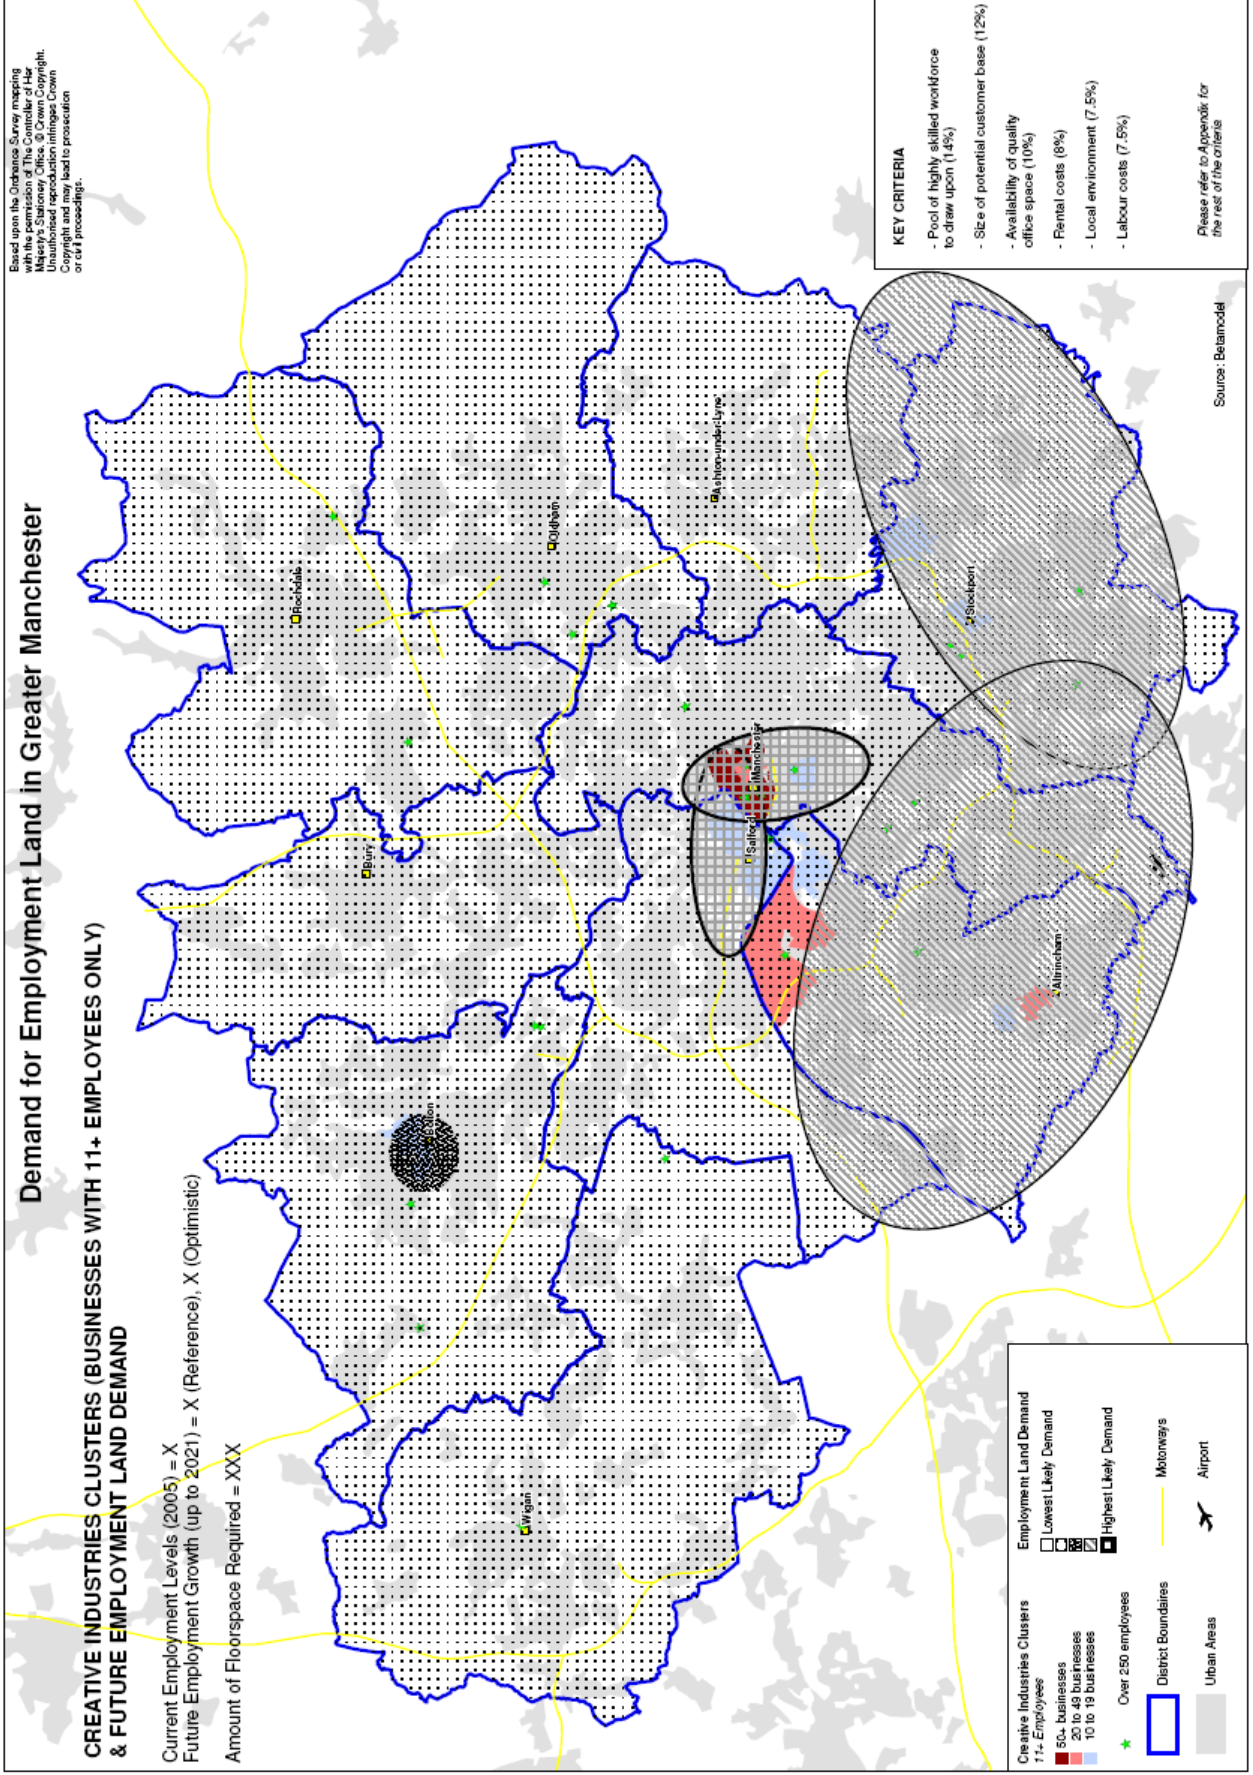 Demand for Employment Land in Greater Manchester
CREATIVE INDUSTRIES CLUSTERS (BUSINESSES WITH 11+ EMPLOYEES ONLY)
& FUTURE EMPLOYMENT LAND DEMAND
Current Employment Levels (2005) = X
Future Employment Growth (up to 2021) = X (Reference), X (Optimistic)
Amount of Floorspace Required = XXX
Based upon the Ordnance Survey mapping
with the permission of The Controller of Her
Majesty's Stationery Office. © Crown Copyright.
Unauthorised reproduction infringes Crown
Copyright and may lead to prosecution
or civil proceedings.
Rochdale
Bury
Bolton
Oldham
Wigan
Ashton-under-Lyne
Salford
Manchester
Stockport
Altrincham
Creative Industries Clusters
11+ Employees
50+ businesses
20 to 49 businesses
10 to 19 businesses
Over 250 employees
District Boundaires
Urban Areas
Employment Land Demand
Lowest Likely Demand
Highest Likely Demand
Motorways
Airport
KEY CRITERIA
- Pool of highly skilled workforce
to draw upon (14%)
- Size of potential customer base (12%)
- Availability of quality
office space (10%)
- Rental costs (8%)
- Local environment (7.5%)
- Labour costs (7.5%)
Please refer to Appendix for
the rest of the criteria
Source: Betamodel